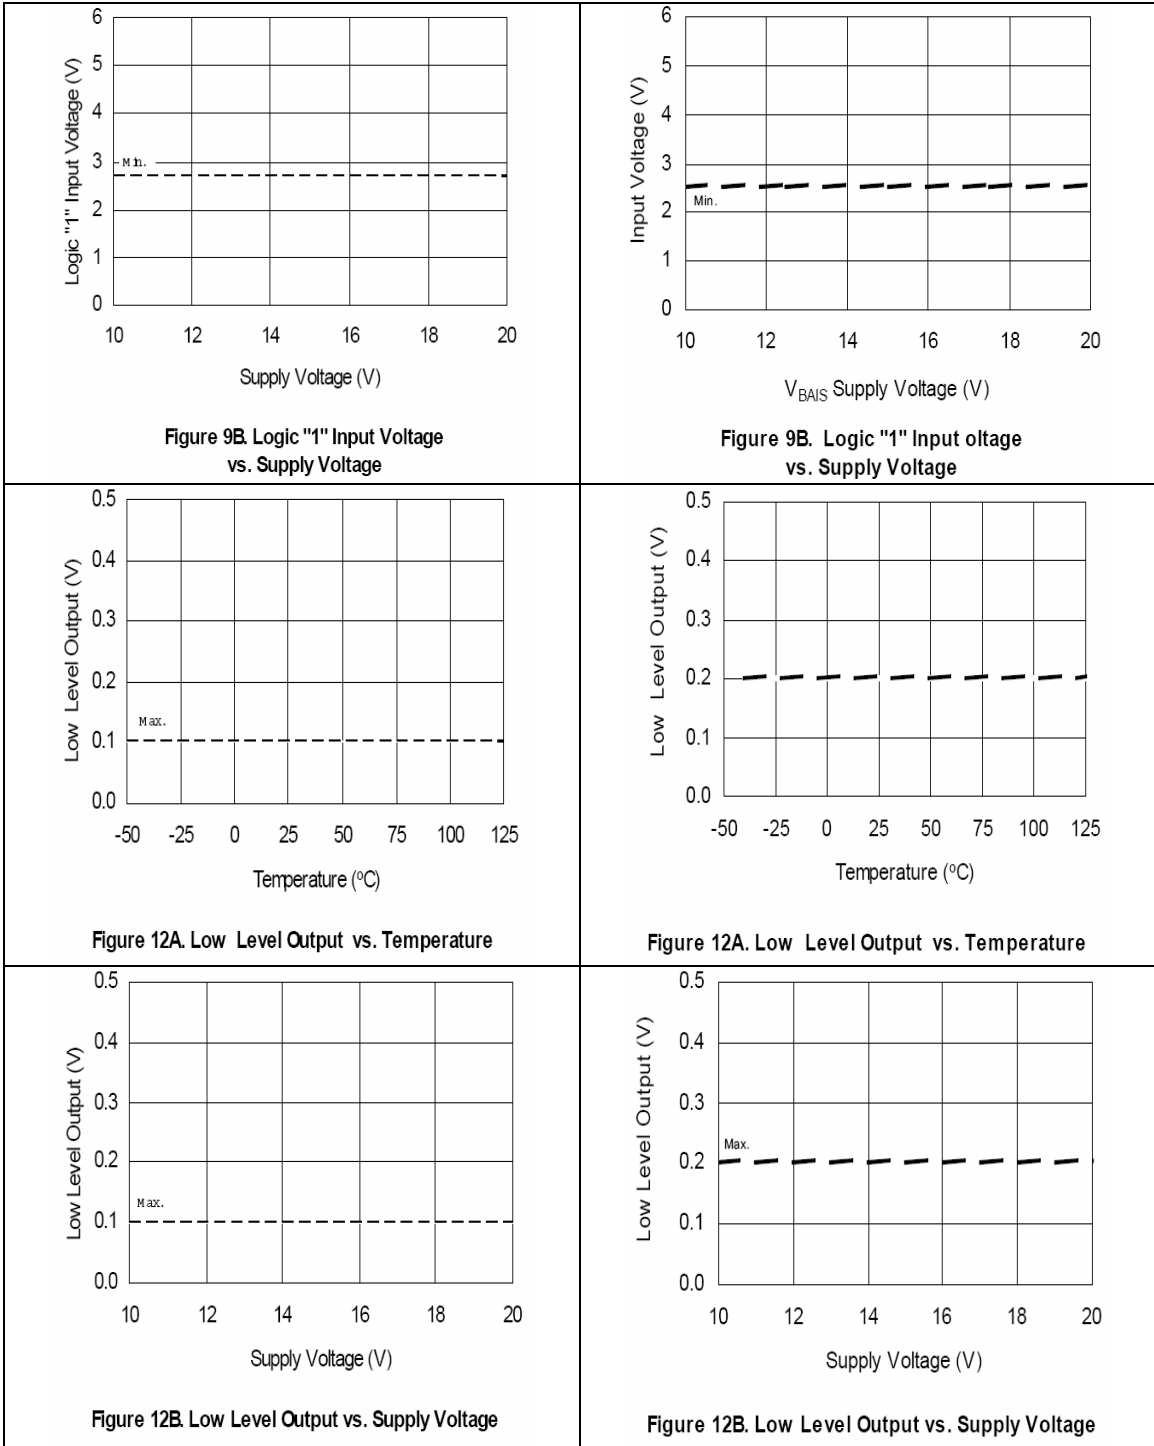 6
5
4
3
2
1
0
Min.
Logic "1" Input Voltage (V)
10 12 14 16 18 20
Supply Voltage (V)
Figure 9B. Logic "1" Input Voltage
vs. Supply Voltage
6
5
4
3
2
1
0
Min.
Input Voltage (V)
10 12 14 16 18 20
VBAIS Supply Voltage (V)
Figure 9B. Logic "1" Input oltage
vs. Supply Voltage
0.5
0.4
0.3
0.2
0.1
0.0
Max.
Low Level Output (V)
-50 -25 0 25 50 75 100 125
Temperature (ºC)
Figure 12A. Low Level Output vs. Temperature
0.5
0.4
0.3
0.2
0.1
0.0
Low Level Output (V)
-50 -25 0 25 50 75 100 125
Temperature (ºC)
Figure 12A. Low Level Output vs. Temperature
0.5
0.4
0.3
0.2
0.1
0.0
Max.
Low Level Output (V)
10 12 14 16 18 20
Supply Voltage (V)
Figure 12B. Low Level Output vs. Supply Voltage
0.5
0.4
0.3
0.2
0.1
0.0
Max.
Low Level Output (V)
10 12 14 16 18 20
Supply Voltage (V)
Figure 12B. Low Level Output vs. Supply Voltage